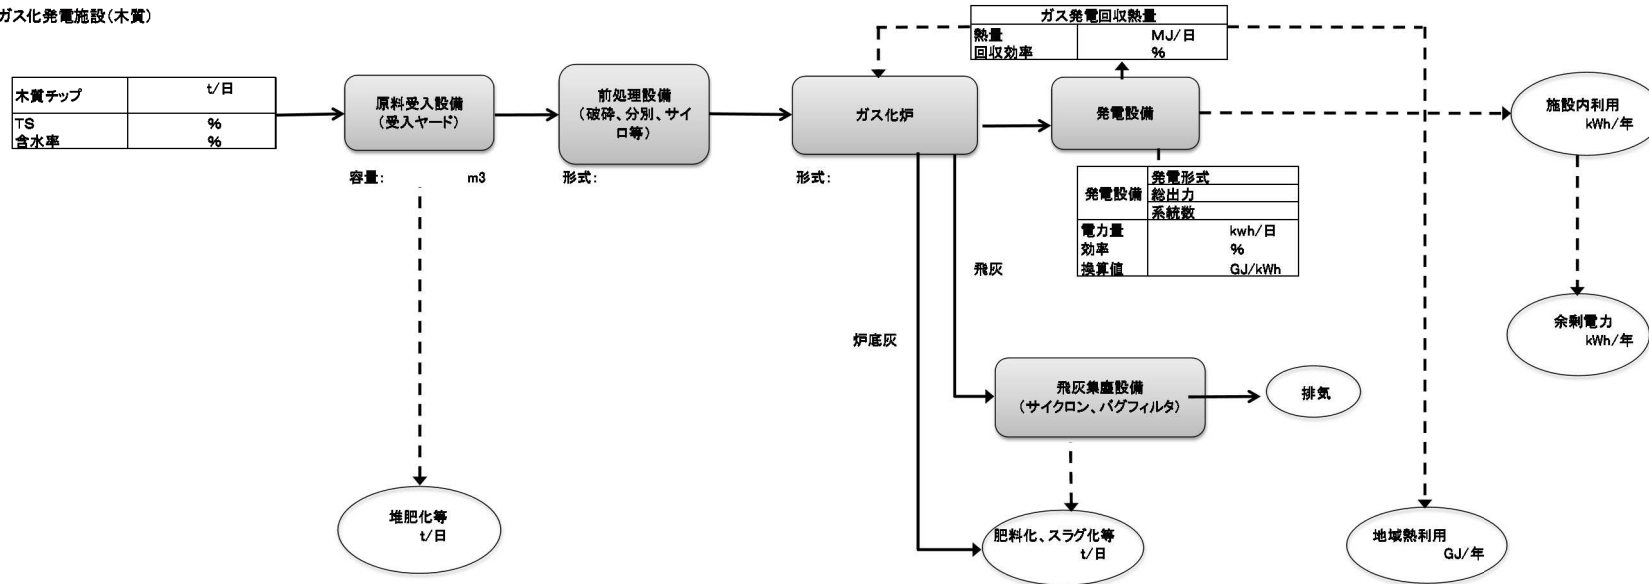 ガス化発電施設(木質)
ガス発電回収熱量
熱量 MJ/日
回収効率 %
木質チップ t/日
TS %
含水率 %
原料受入設備
(受入ヤード)
容量: m3
前処理設備
(破砕、分別、サイ
ロ等)
形式:
ガス化炉
形式:
発電設備
施設内利用
kWh/年
発電設備
発電形式
総出力
系統数
電力量 kwh/日
効率 %
換算値 GJ/kWh
飛灰
炉底灰
余剰電力
kWh/年
飛灰集塵設備
(サイクロン、バグフィルタ)
排気
堆肥化等
t/日
肥料化、スラグ化等
t/日
地域熱利用
GJ/年